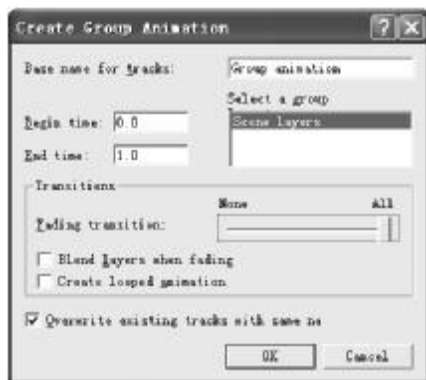 Create Group Animation
Base name for tracks:
Group animation
Select a group
Scene layers
Begin time: 0.0
End time: 1.0
Transitions
None All
Fading transition:
Blend layers when fading
Create looped animation
Overwrite existing tracks with same na
OK Cancel